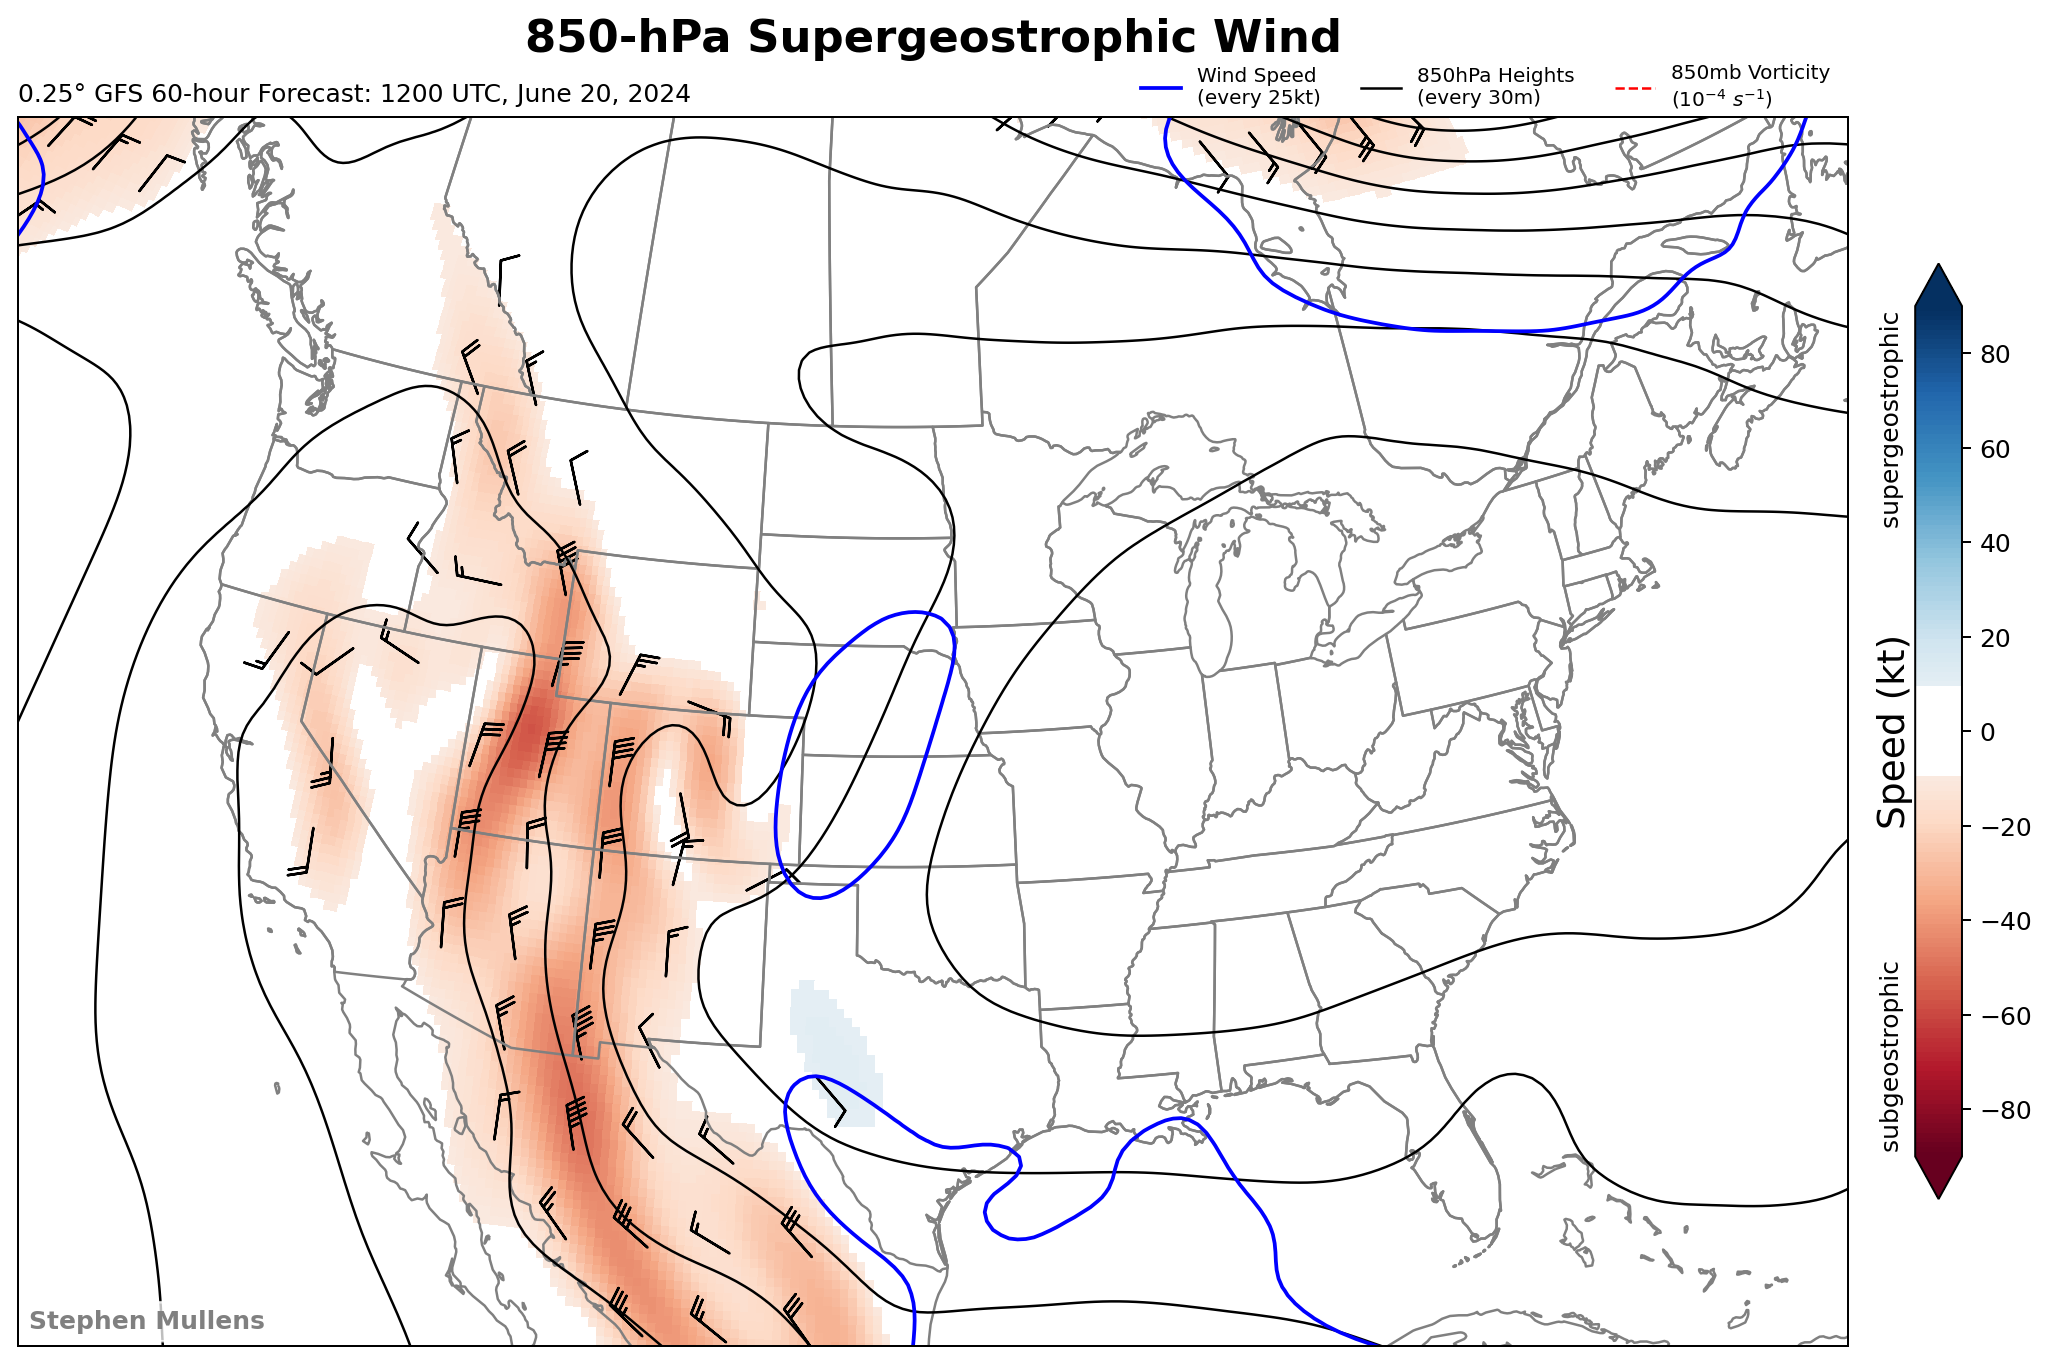 850-hPa Supergeostrophic Wind
0.25° GFS 60-hour Forecast: 1200 UTC, June 20, 2024
Wind Speed
(every 25kt)
850hPa Heights
(every 30m)
850mb Vorticity
(10⁻⁴ s⁻¹)
supergeostrophic
Speed (kt)
subgeostrophic
80
60
40
20
0
−20
−40
−60
−80
Stephen Mullens